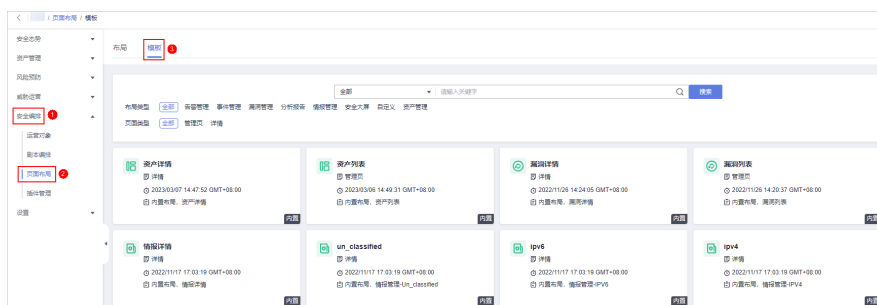 / 页面布局 / 模板
安全态势
资产管理
风险预防
威胁运营
安全编排 1
运营对象
剧本编排
页面布局 2
插件管理
设置
布局 模板 3
全部 请输入关键字 搜索
布局类型 全部 告警管理 事件管理 漏洞管理 分析报告 情报管理 安全大屏 自定义 资产管理
页面类型 全部 管理页 详情
资产详情
详情
2023/03/07 14:47:52 GMT+08:00
内置布局, 资产详情
内置
资产列表
管理页
2023/03/06 14:49:31 GMT+08:00
内置布局, 资产列表
内置
漏洞详情
详情
2022/11/26 14:24:05 GMT+08:00
内置布局, 漏洞详情
内置
漏洞列表
管理页
2022/11/26 14:20:37 GMT+08:00
内置布局, 漏洞列表
内置
情报详情
详情
2022/11/17 17:03:19 GMT+08:00
内置布局, 情报详情
内置
un_classified
详情
2022/11/17 17:03:19 GMT+08:00
内置布局, 情报管理-Un_classified
内置
ipv6
详情
2022/11/17 17:03:19 GMT+08:00
内置布局, 情报管理-IPV6
内置
ipv4
详情
2022/11/17 17:03:19 GMT+08:00
内置布局, 情报管理-IPV4
内置